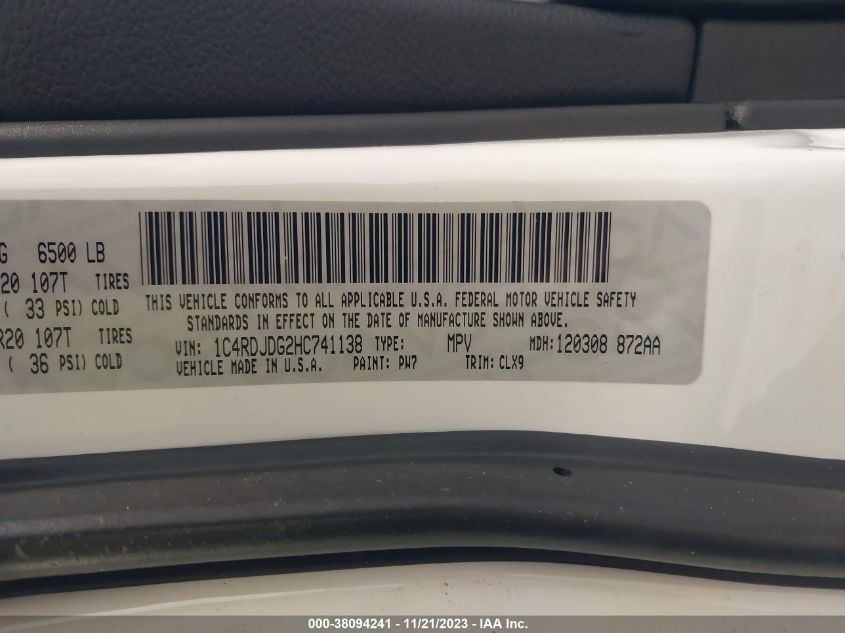 G 6500 LB
20 107T TIRES
( 33 PSI) COLD
R20 107T TIRES
( 36 PSI) COLD
THIS VEHICLE CONFORMS TO ALL APPLICABLE U.S.A. FEDERAL MOTOR VEHICLE SAFETY
STANDARDS IN EFFECT ON THE DATE OF MANUFACTURE SHOWN ABOVE.
VIN: 1C4RDJDG2HC741138 TYPE: MPV MDH: 120308 872AA
VEHICLE MADE IN U.S.A. PAINT: PW7 TRIM: CLX9
000-38094241 - 11/21/2023 - IAA Inc.